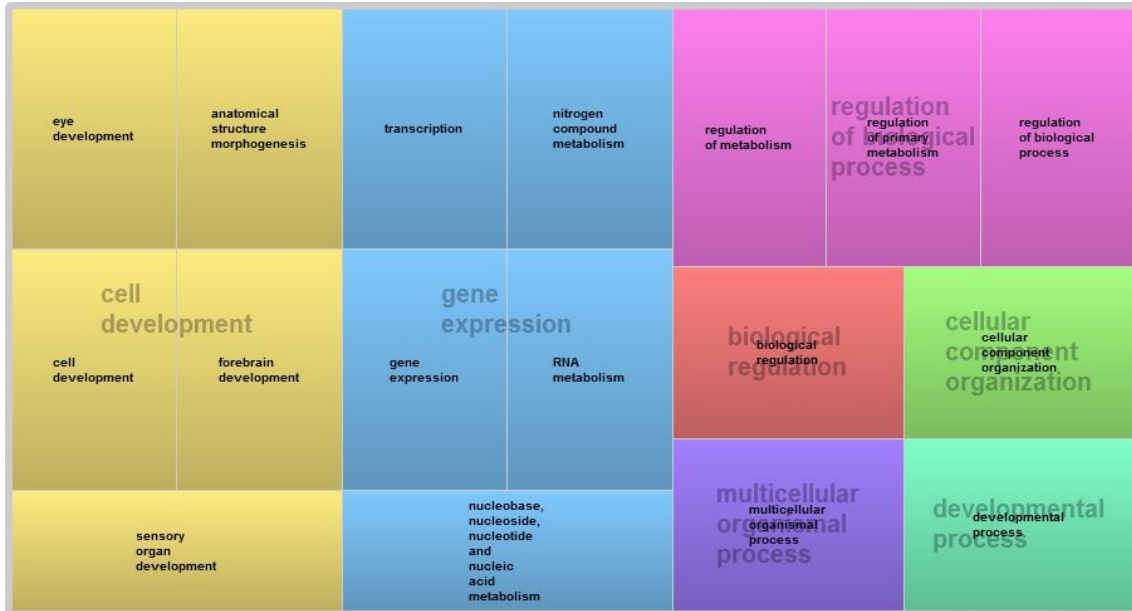 eye
development
anatomical
structure
morphogenesis
cell
development
cell
development
forebrain
development
sensory
organ
development
transcription
nitrogen
compound
metabolism
gene
expression
gene
expression
RNA
metabolism
nucleobase,
nucleoside,
nucleotide
and
nucleic
acid
metabolism
regulation
of metabolism
regulation
of biological
process
regulation
of primary
metabolism
regulation
of biological
process
biological
regulation
biological
regulation
cellular
component
organization
cellular
component
organization
multicellular
organismal
process
multicellular
organismal
process
developmental
process
developmental
process